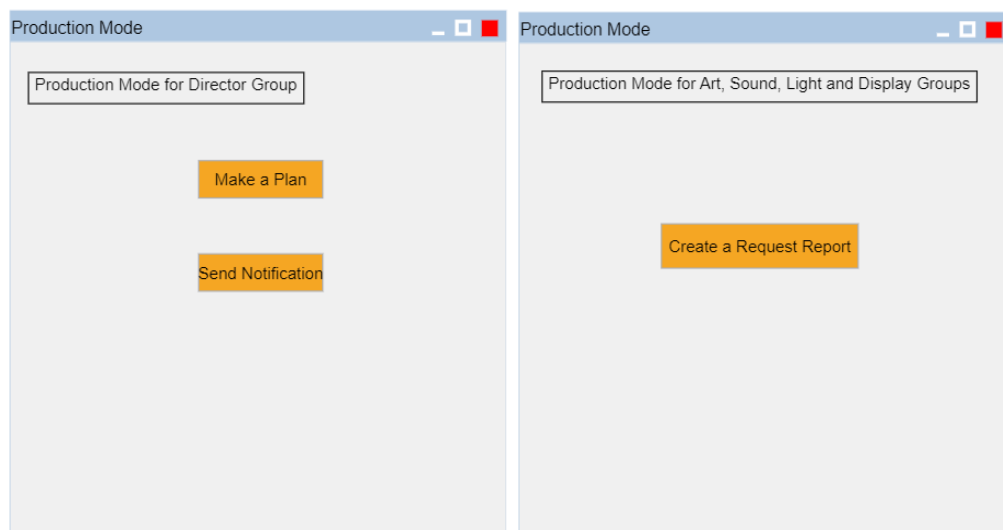 Production Mode
Production Mode for Director Group
Make a Plan
Send Notification
Production Mode
Production Mode for Art, Sound, Light and Display Groups
Create a Request Report